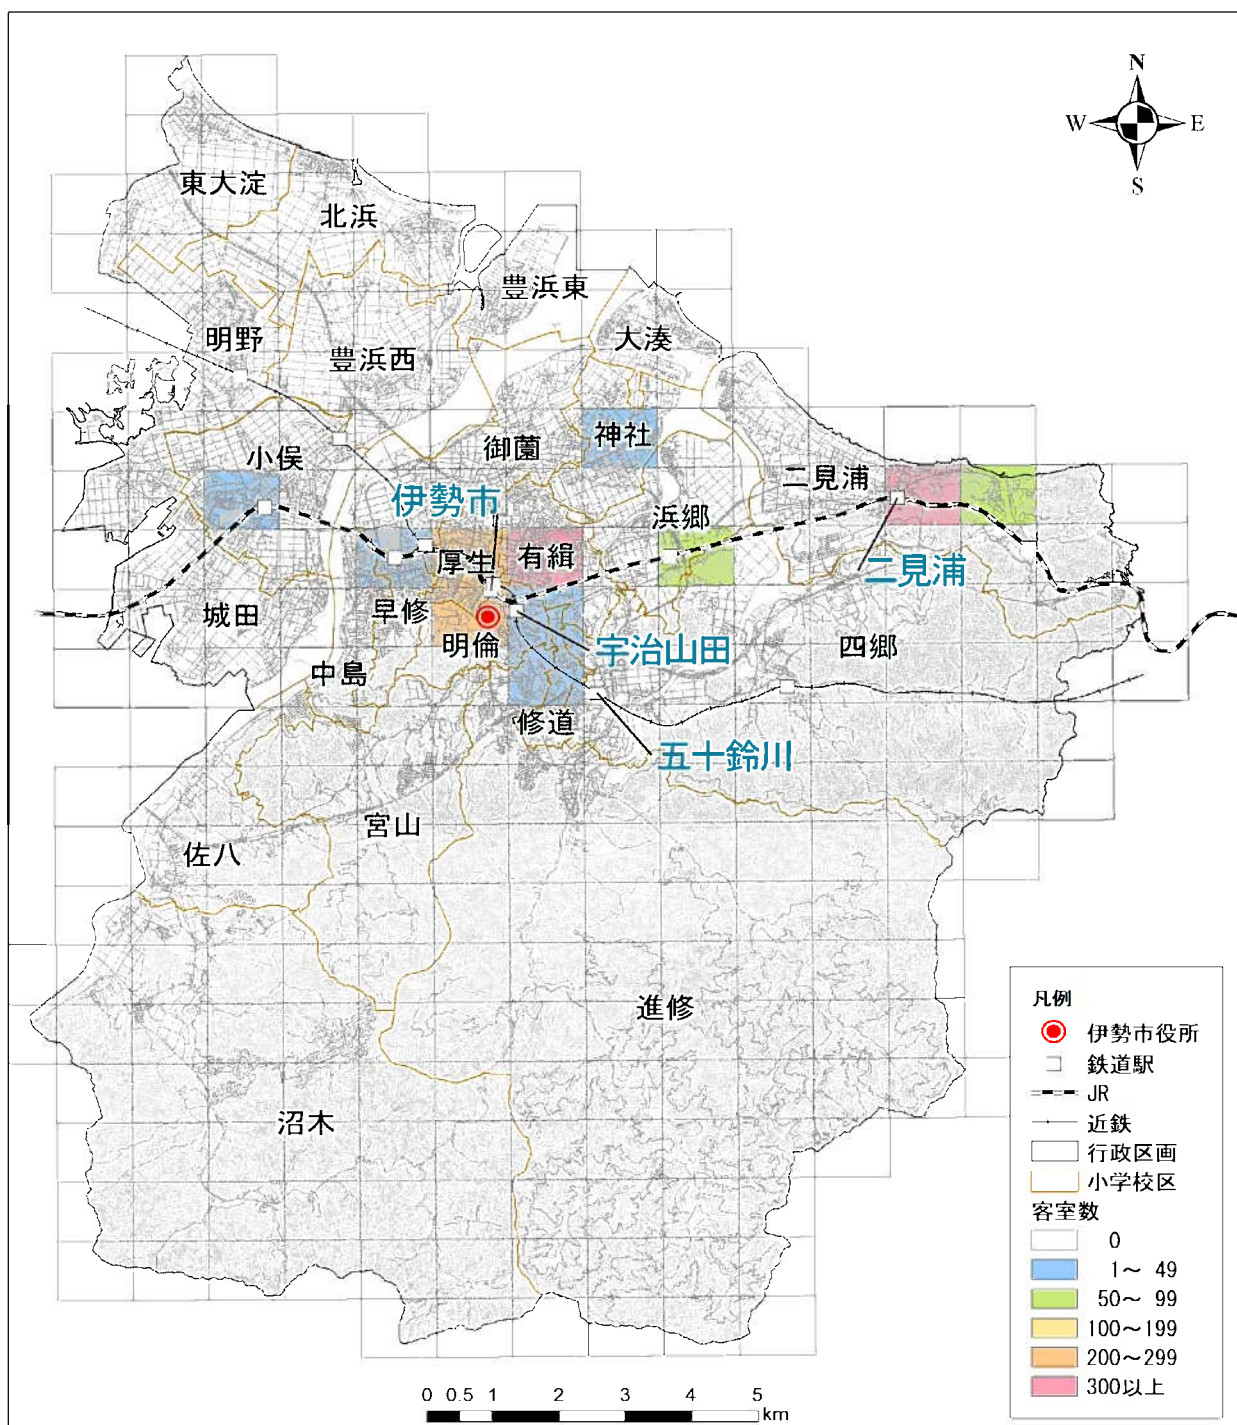 N
W E
S
東大淀
北浜
豊浜東
明野
豊浜西
大湊
小俣
御薗
神社
二見浦
伊勢市
浜郷
厚生
有緝
二見浦
城田
早修
明倫
宇治山田
四郷
中島
修道
五十鈴川
宮山
佐八
進修
沼木
凡例
伊勢市役所
鉄道駅
JR
近鉄
行政区画
小学校区
客室数
0
1～ 49
50～ 99
100～199
200～299
300以上
0 0.5 1 2 3 4 5
km